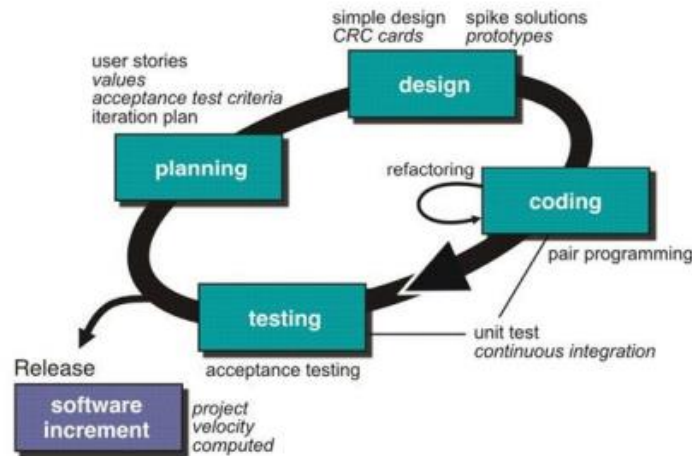 simple design
CRC cards
spike solutions
prototypes
user stories
values
acceptance test criteria
iteration plan
design
planning
refactoring
coding
pair programming
testing
unit test
continuous integration
acceptance testing
Release
software
increment
project
velocity
computed